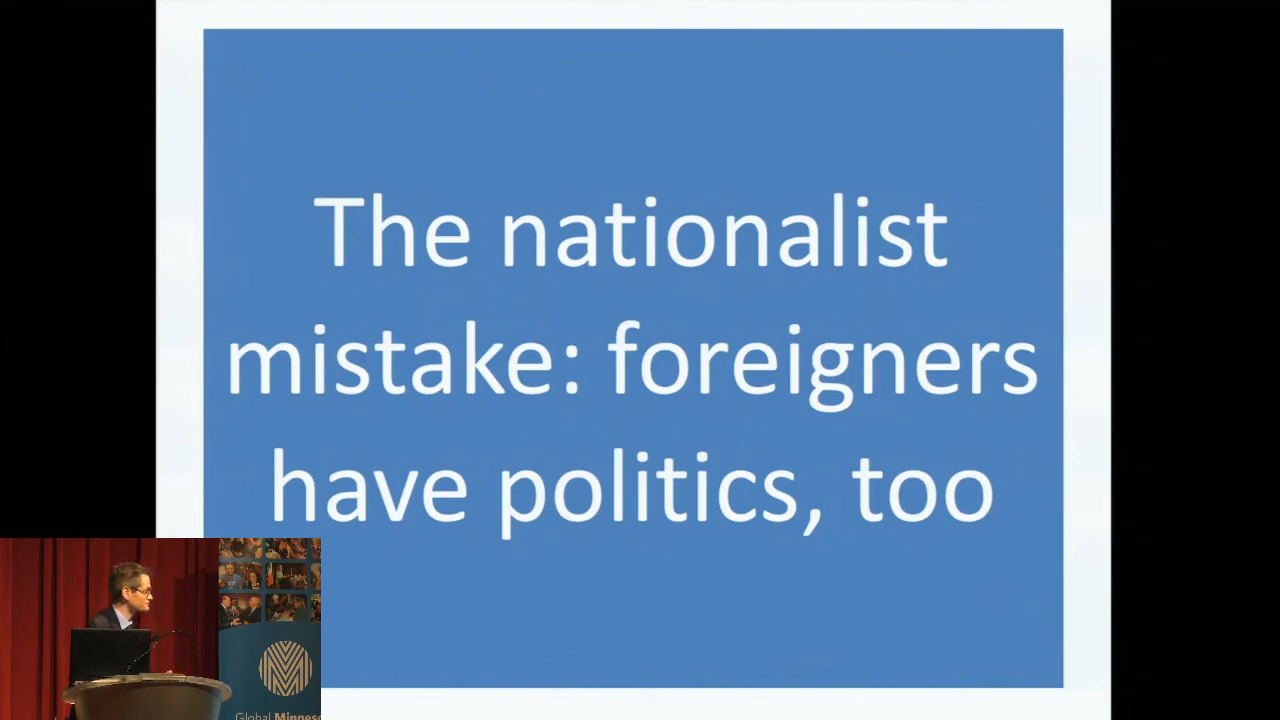 The nationalist
mistake: foreigners
have politics, too
Global Minnes